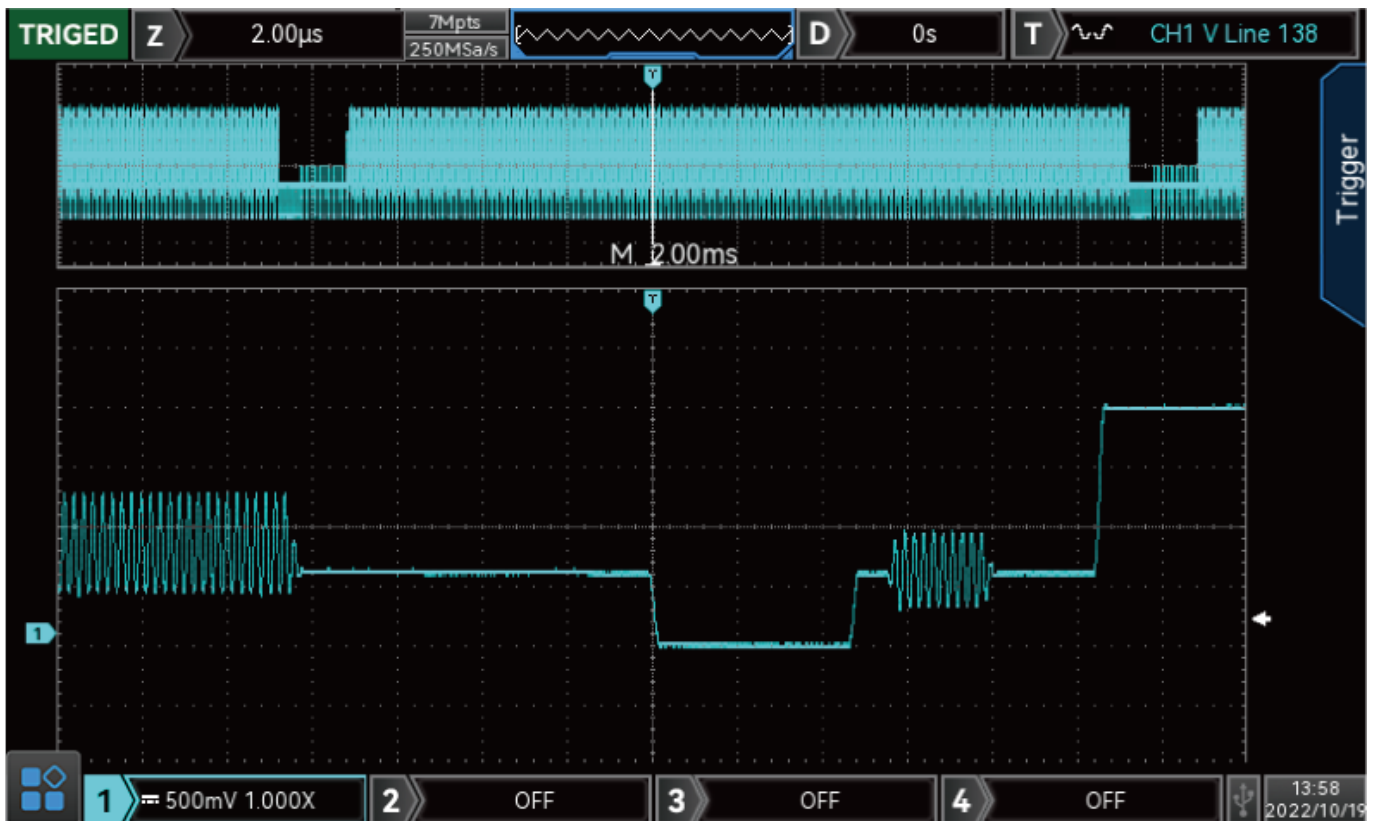 TRIGED Z 2.00µs 7Mpts D 0s T CH1 V Line 138
250MSa/s
T
Trigger
M 2.00ms
T
1
1 500mV 1.000X 2 OFF 3 OFF 4 OFF 13:58
2022/10/19